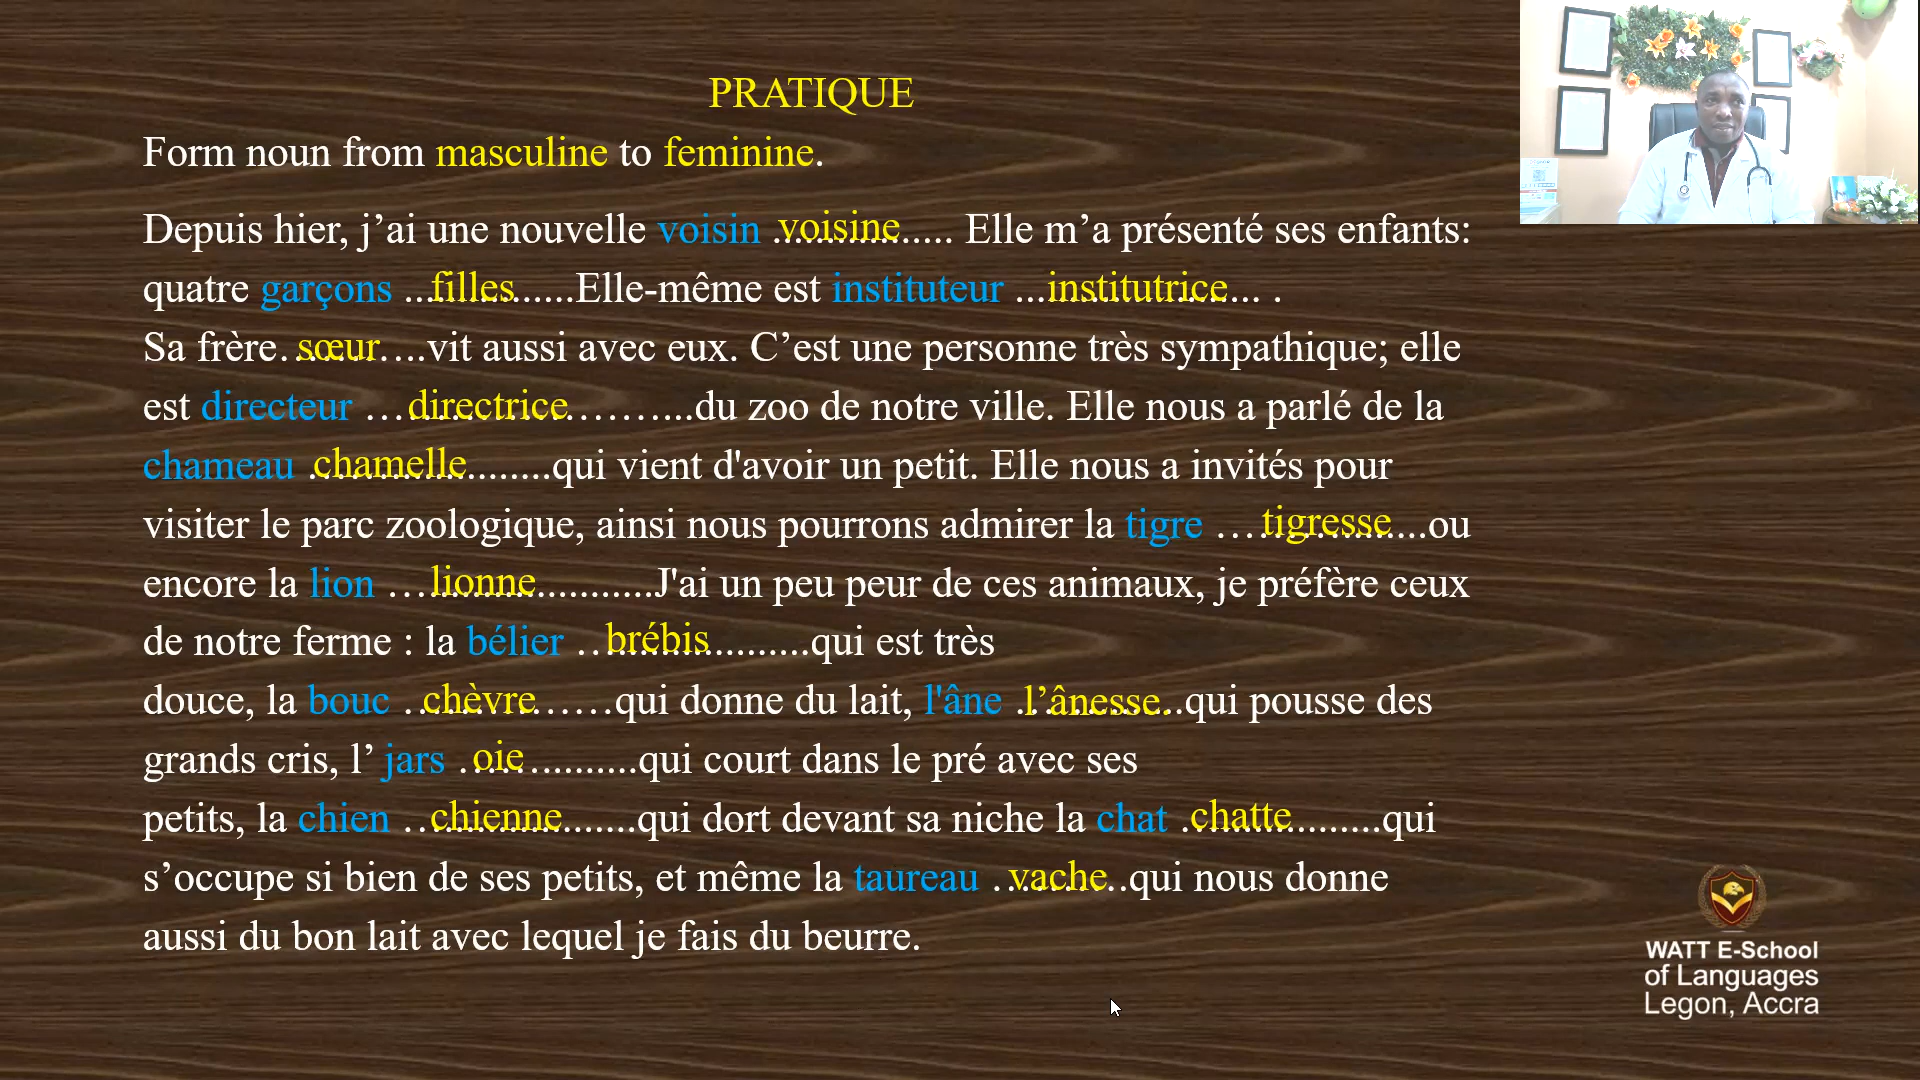 PRATIQUE
Form noun from masculine to feminine.
Depuis hier, j’ai une nouvelle voisin voisine ................ Elle m’a présenté ses enfants:
quatre garçons ...filles......Elle-même est instituteur ...institutrice... .
Sa frère...sœur....vit aussi avec eux. C’est une personne très sympathique; elle
est directeur …directrice………...du zoo de notre ville. Elle nous a parlé de la
chameau .chamelle........qui vient d'avoir un petit. Elle nous a invités pour
visiter le parc zoologique, ainsi nous pourrons admirer la tigre …tigresse...ou
encore la lion …lionne............J'ai un peu peur de ces animaux, je préfère ceux
de notre ferme : la bélier ..brébis..........qui est très
douce, la bouc .chèvre……qui donne du lait, l'âne .l’ânesse..qui pousse des
grands cris, l’ jars .oie...........qui court dans le pré avec ses
petits, la chien ..chienne.......qui dort devant sa niche la chat .chatte.........qui
s’occupe si bien de ses petits, et même la taureau .vache..qui nous donne
aussi du bon lait avec lequel je fais du beurre.
WATT E-School
of Languages
Legon, Accra